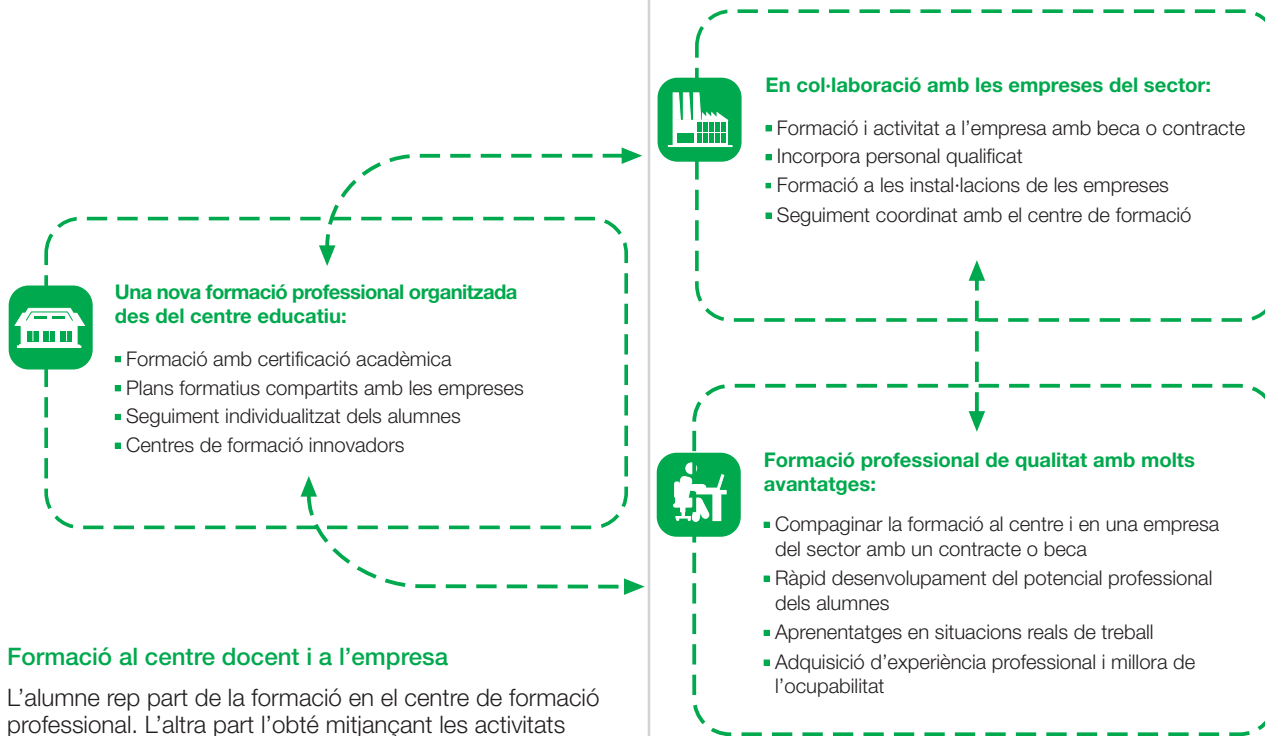 Una nova formació professional organitzada
des del centre educatiu:
Formació amb certificació acadèmica
Plans formatius compartits amb les empreses
Seguiment individualitzat dels alumnes
Centres de formació innovadors
Formació al centre docent i a l’empresa
L’alumne rep part de la formació en el centre de formació
professional. L’altra part l’obté mitjançant les activitats
En col·laboració amb les empreses del sector:
Formació i activitat a l’empresa amb beca o contracte
Incorpora personal qualificat
Formació a les instal·lacions de les empreses
Seguiment coordinat amb el centre de formació
Formació professional de qualitat amb molts
avantatges:
Compaginar la formació al centre i en una empresa
del sector amb un contracte o beca
Ràpid desenvolupament del potencial professional
dels alumnes
Aprenentatges en situacions reals de treball
Adquisició d’experiència professional i millora de
l’ocupabilitat